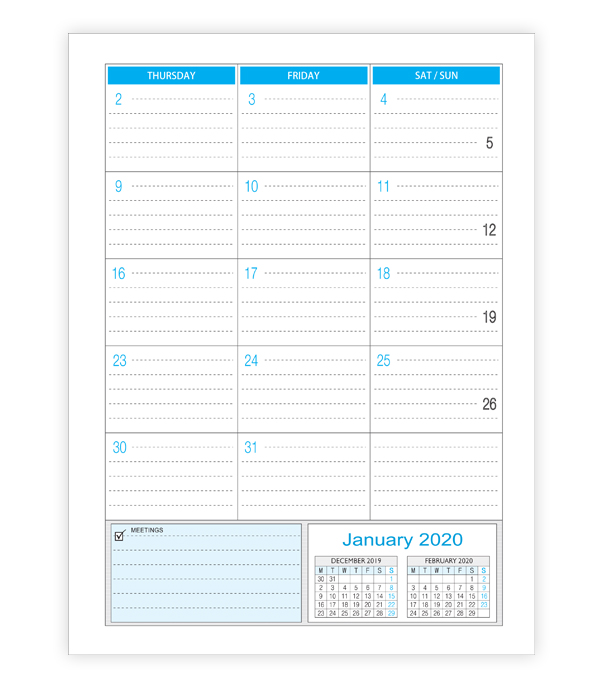 THURSDAY FRIDAY SAT / SUN
2 3 4
5
9 10 11
12
16 17 18
19
23 24 25
26
30 31
MEETINGS
January 2020
DECEMBER 2019 FEBRUARY 2020
M T W T F S S M T W T F S S
30 31 1 1 2
2 3 4 5 6 7 8 3 4 5 6 7 8 9
9 10 11 12 13 14 15 10 11 12 13 14 15 16
16 17 18 19 20 21 22 17 18 19 20 21 22 23
23 24 25 26 27 28 29 24 25 26 27 28 29